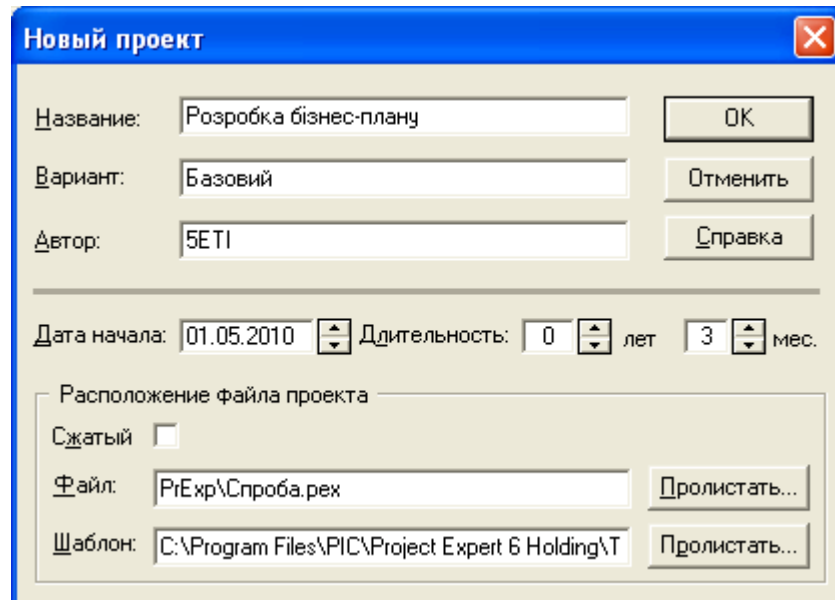 Новый проект
Название: Розробка бізнес-плану OK
Вариант: Базовий Отменить
Автор: 5ETI Справка
Дата начала: 01.05.2010 Длительность: 0 лет 3 мес.
Расположение файла проекта
Сжатый
Файл: PrExp\Спроба.pex Пролистать...
Шаблон: C:\Program Files\PIC\Project Expert 6 Holding\T Пролистать...